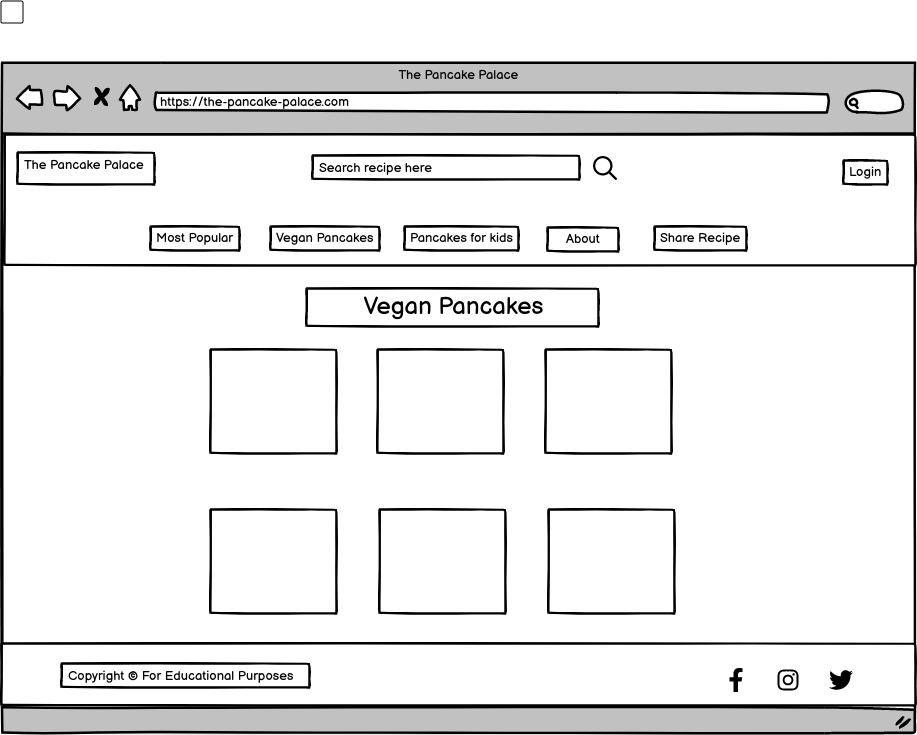 The Pancake Palace
https://the-pancake-palace.com
The Pancake Palace
Search recipe here
Login
Most Popular
Vegan Pancakes
Pancakes for kids
About
Share Recipe
Vegan Pancakes
Copyright © For Educational Purposes